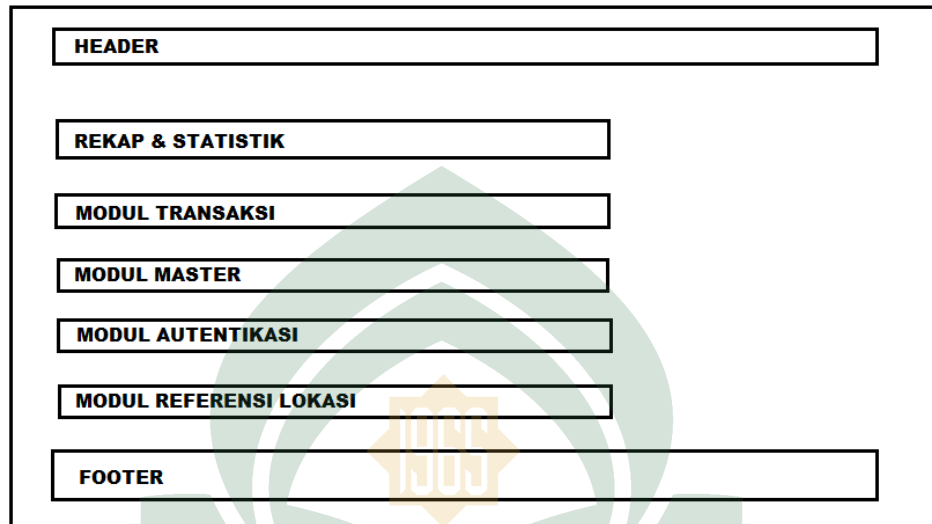 HEADER
REKAP & STATISTIK
MODUL TRANSAKSI
MODUL MASTER
MODUL AUTENTIKASI
MODUL REFERENSI LOKASI
FOOTER